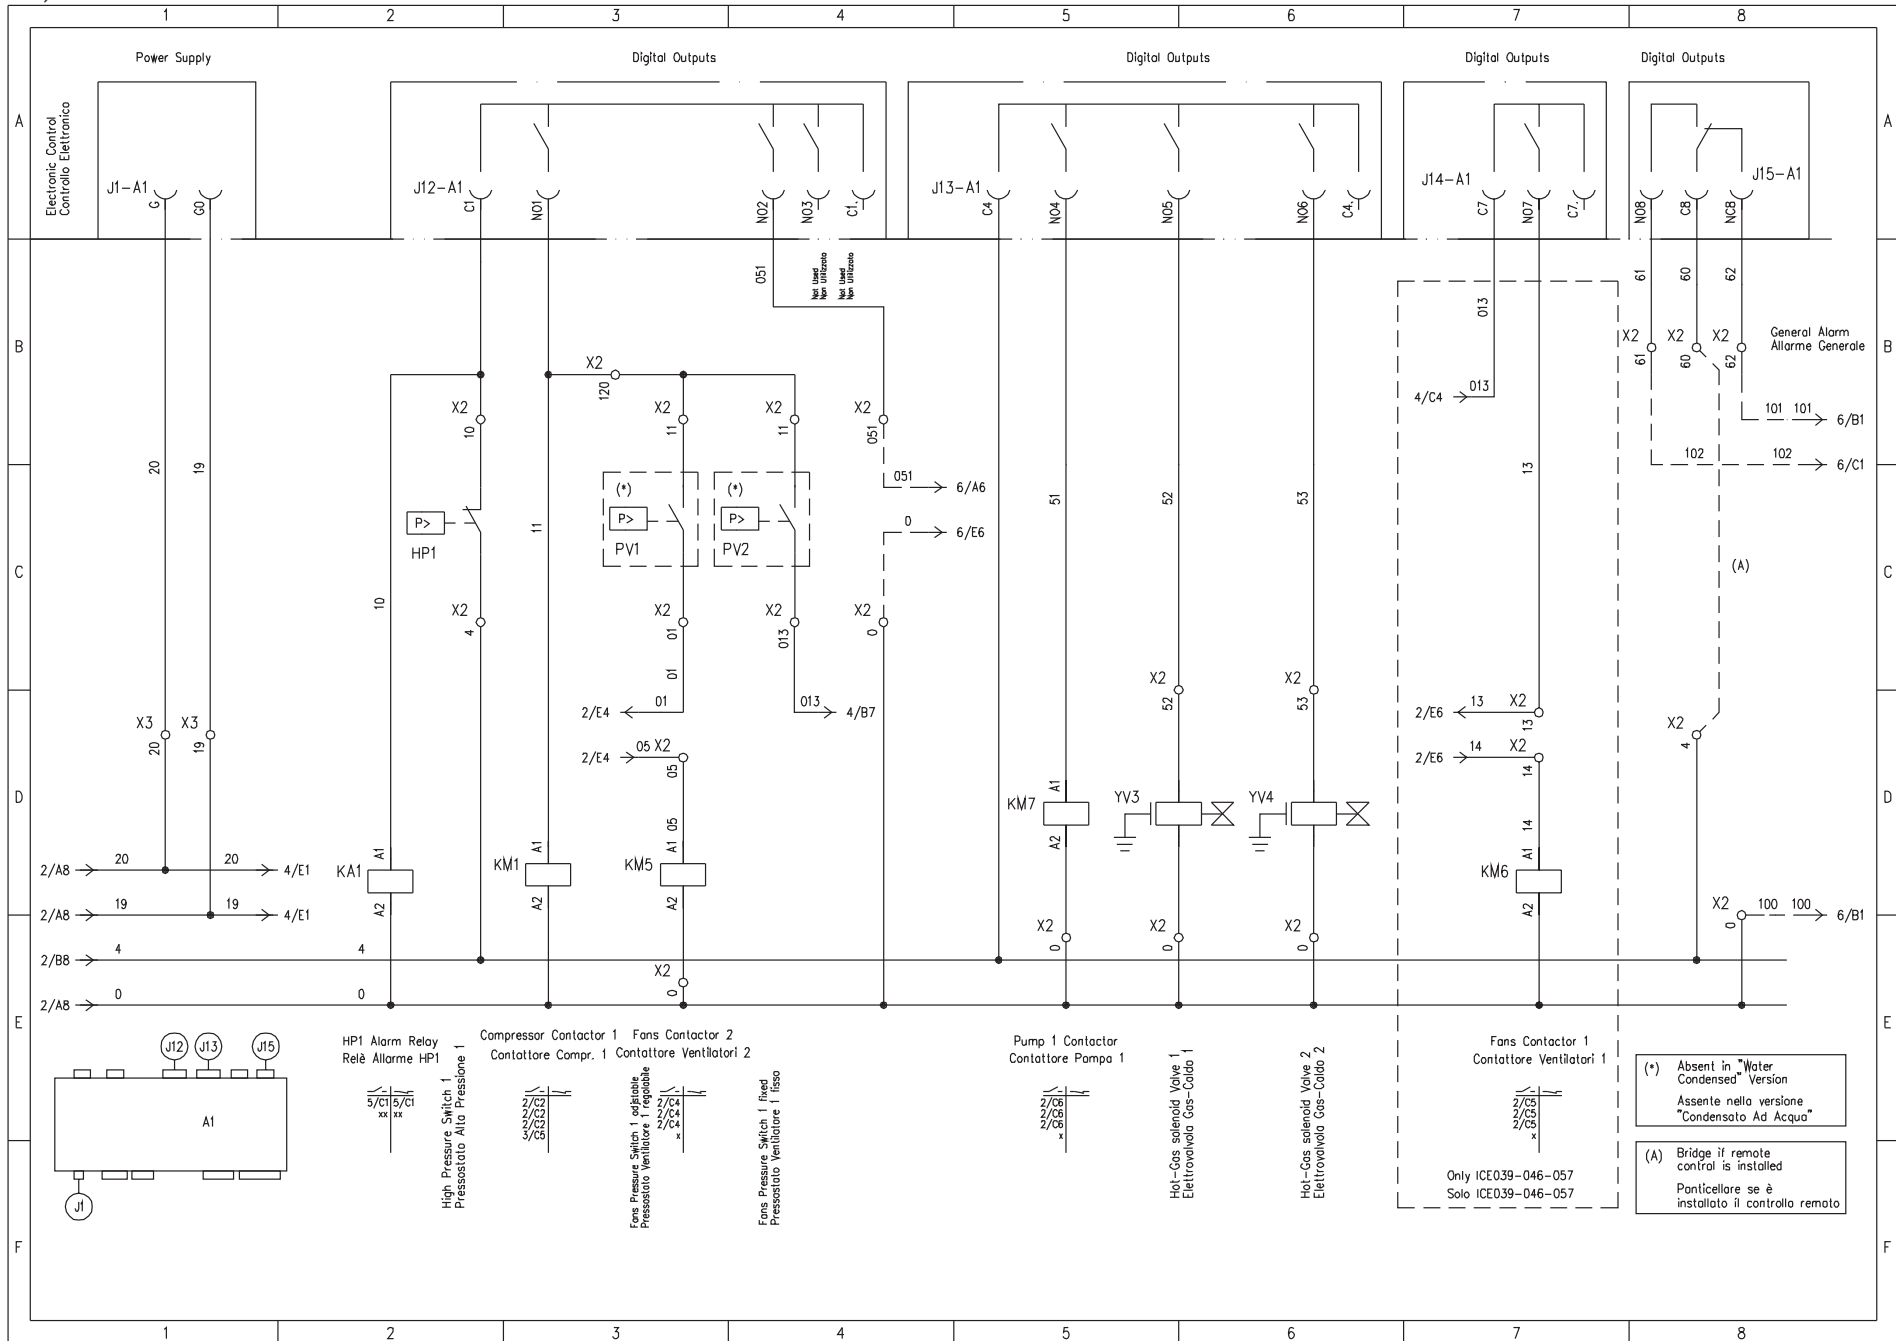 1 2 3 4 5 6 7 8
A
B
C
D
E
F
Electronic Control
Controllo Elettronico
Power Supply
J1-A1
G
G0
Digital Outputs
J12-A1
C1
NO1
NO2
NO3
C1.
Digital Outputs
J13-A1
C4
NO4
NO5
NO6
C4.
Digital Outputs
J14-A1
C7
NO7
C7.
Digital Outputs
J15-A1
NO8
C8
NC8
A
B
C
D
E
F
051
Not Used
Non Utilizzato
Not Used
Non Utilizzato
013
61
60
62
X2
61
X2
60
X2
62
General Alarm
Allarme Generale
X2
120
4/C4
013
X2
10
X2
11
X2
11
X2
051
101 101
6/B1
102 102
6/C1
20
19
051
6/A6
0
6/E6
(*)
P>
PV1
(*)
P>
PV2
P>
HP1
10
11
51
52
53
13
(A)
X2
4
X2
01
X2
013
X2
0
01
01
2/E4
013
4/B7
X2
52
X2
53
2/E6
13
X2
13
2/E6
14
X2
14
X3
20
X3
19
2/E4
05
X2
05
X2
4
05
14
KM7
A1
A2
YV3
YV4
KA1
A1
A2
KM1
A1
A2
KM5
A1
A2
KM6
A1
A2
2/A8
20
20
4/E1
2/A8
19
19
4/E1
2/B8
4
4
2/A8
0
0
X2
0
X2
0
X2
0
X2
0
X2
0
100 100
6/B1
J12
J13
J15
A1
J1
HP1 Alarm Relay
Relè Allarme HP1
5/C1 5/C1
xx xx
High Pressure Switch 1
Pressostato Alta Pressione 1
Compressor Contactor 1
Contattore Compr. 1
2/C2
2/C2
2/C2
3/C5
Fans Contactor 2
Contattore Ventilatori 2
2/C4
2/C4
2/C4
x
Fans Pressure Switch 1 adjstable
Pressostato Ventilatore 1 regolabile
Fans Pressure Switch 1 fixed
Pressostato Ventilatore 1 fisso
Pump 1 Contactor
Contattore Pompa 1
2/C6
2/C6
2/C6
x
Hot-Gas solenoid Valve 1
Elettrovalvola Gas-Caldo 1
Hot-Gas solenoid Valve 2
Elettrovalvola Gas-Caldo 2
Fans Contactor 1
Contattore Ventilatori 1
2/C5
2/C5
2/C5
x
Only ICE039-046-057
Solo ICE039-046-057
(*) Absent in "Water
Condensed" Version
Assente nella versione
"Condensato Ad Acqua"
(A) Bridge if remote
control is installed
Ponticellare se è
installato il controllo remoto
1 2 3 4 5 6 7 8